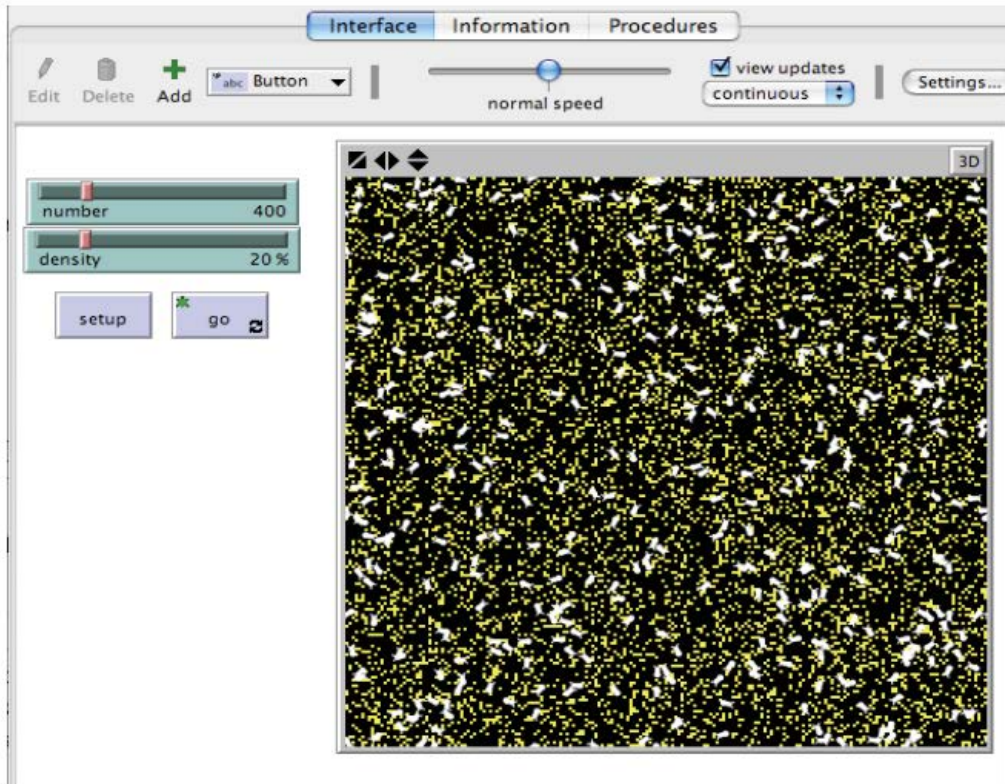 Interface Information Procedures
Edit Delete Add abc Button normal speed view updates continuous Settings...
3D
number 400
density 20 %
setup go